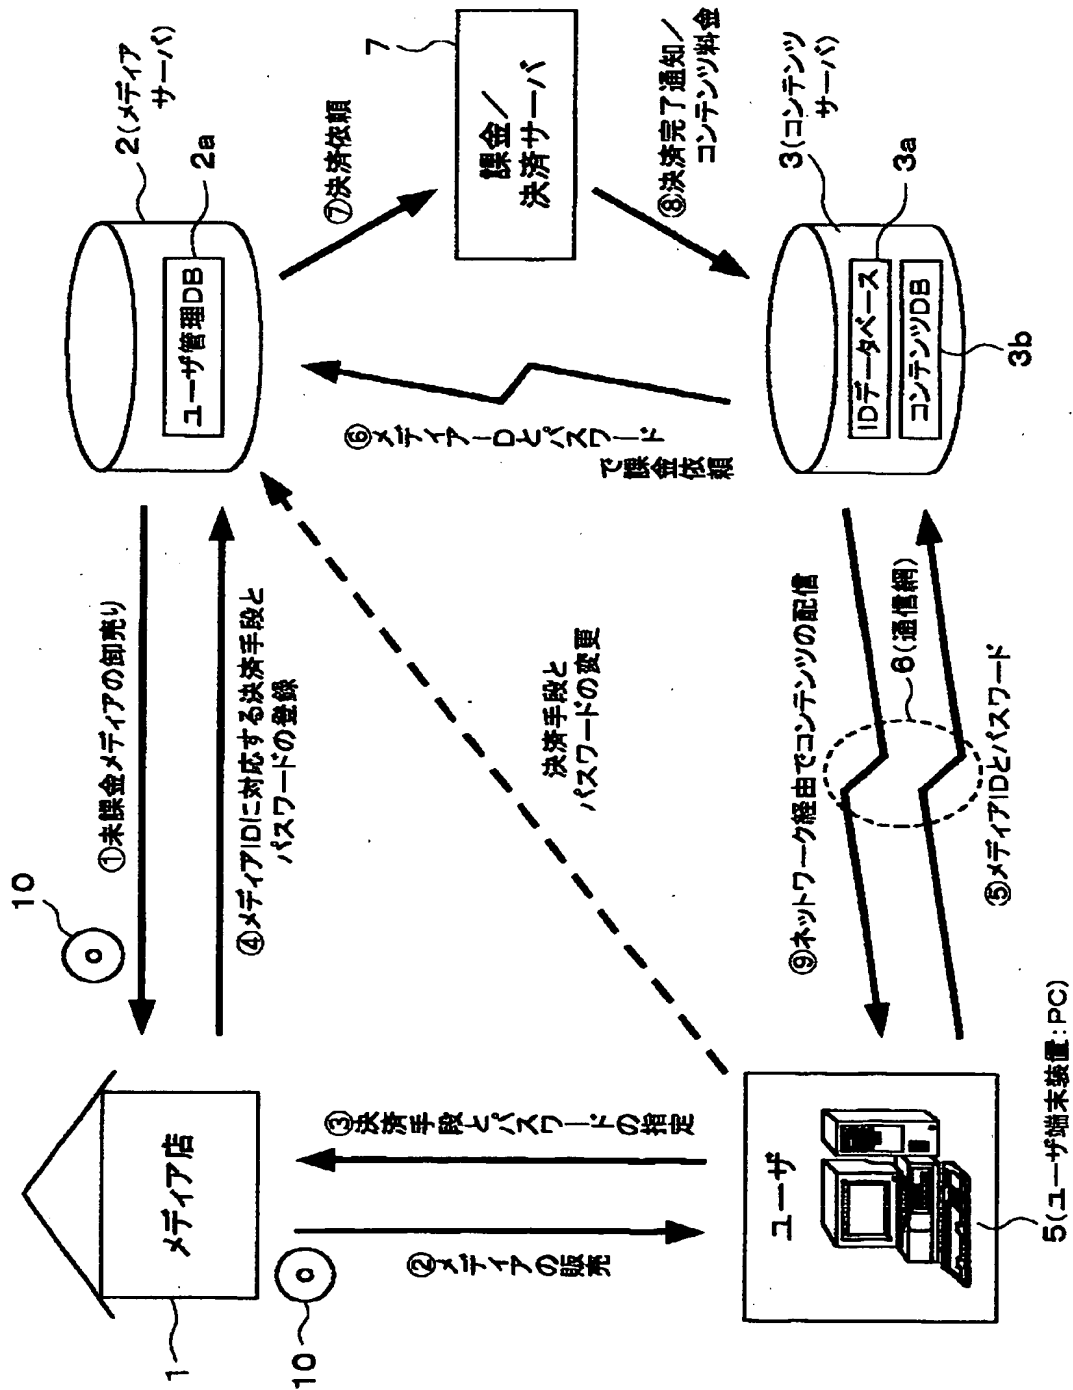 10
①未課金メディアの卸売り
2(メディア
サーバ)
2a
ユーザ管理DB
④メディアIDに対応する決済手段と
パスワードの登録
1
メディア店
10
②メディアの販売
③決済手段とパスワードの指定
決済手段と
パスワードの変更
⑥メディアIDとパスワード
で課金依頼
⑦決済依頼
7
課金/
決済サーバ
⑧決済完了通知/
コンテンツ料金
3(コンテンツ
サーバ)
3a
IDデータベース
コンテンツDB
3b
⑨ネットワーク経由でコンテンツの配信
6(通信網)
⑤メディアIDとパスワード
ユーザ
5(ユーザ端末装置:PC)